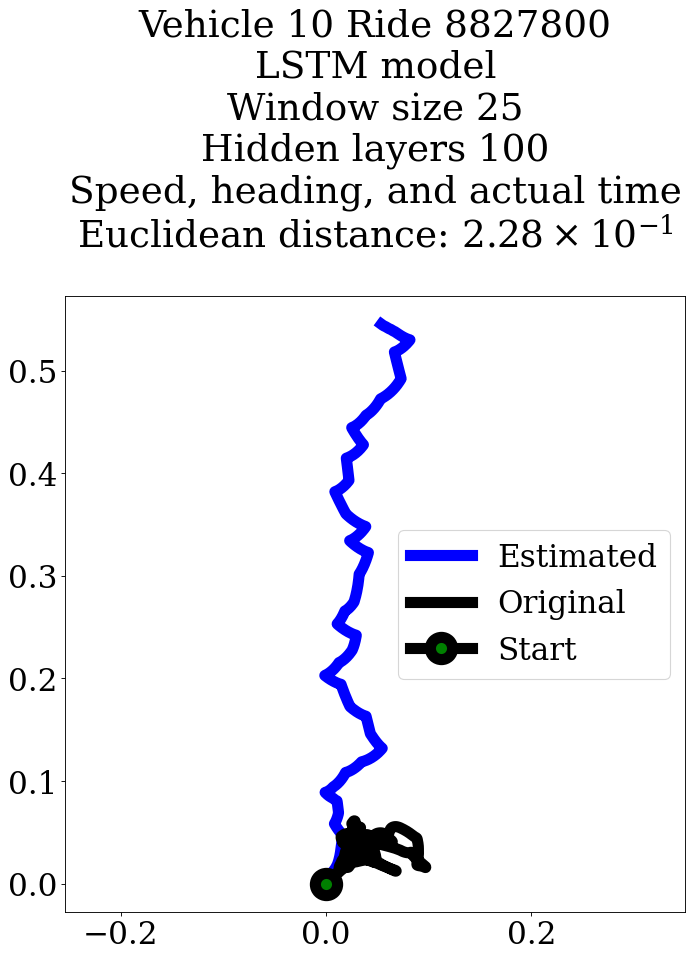 Vehicle 10 Ride 8827800
LSTM model
Window size 25
Hidden layers 100
Speed, heading, and actual time
Euclidean distance: 2.28 × 10⁻¹
0.5
0.4
0.3
0.2
0.1
0.0
Estimated
Original
Start
−0.2
0.0
0.2